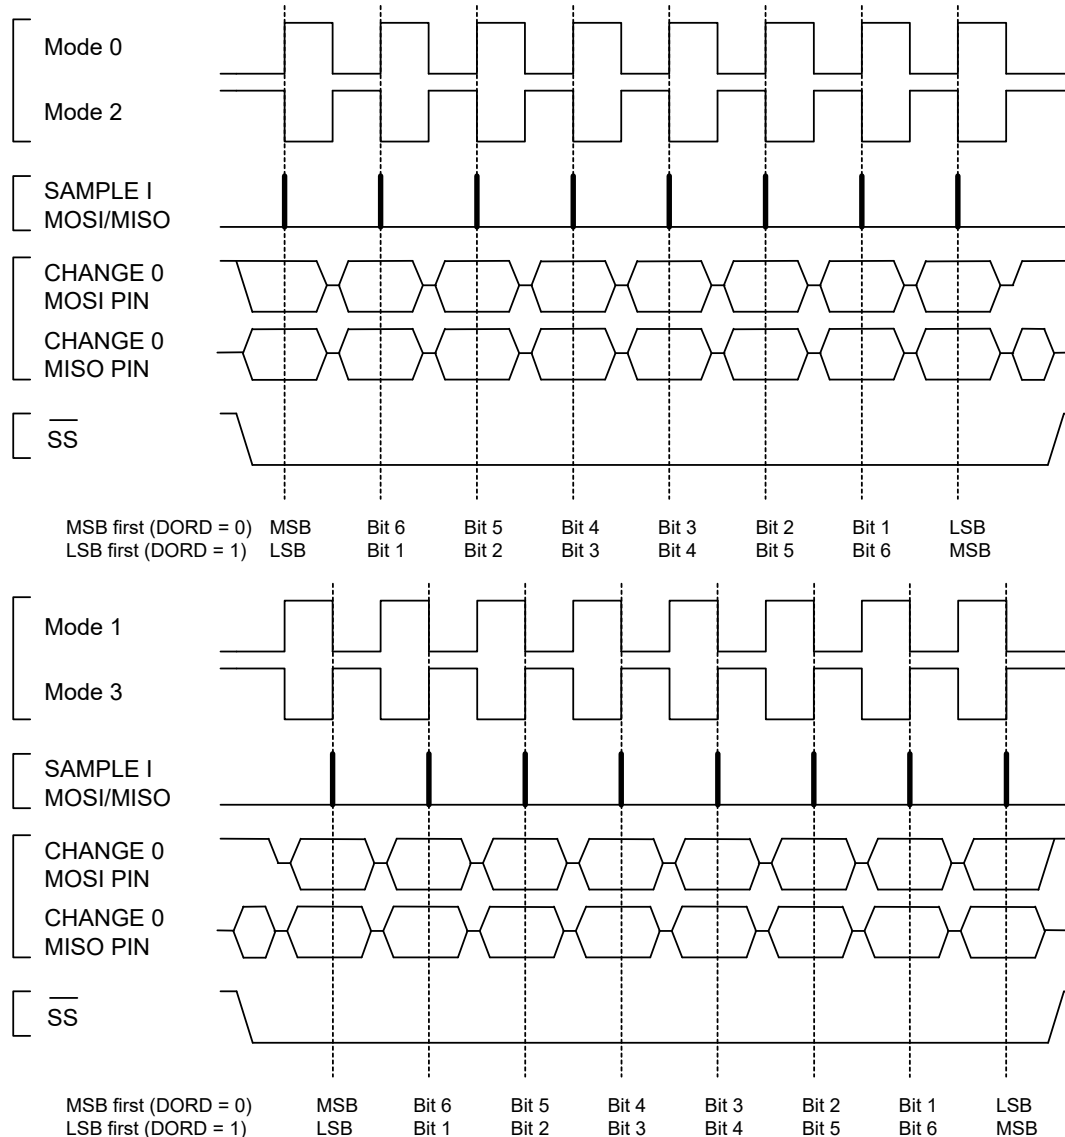 Mode 0
Mode 2
SAMPLE I
MOSI/MISO
CHANGE 0
MOSI PIN
CHANGE 0
MISO PIN
SS
MSB first (DORD = 0) MSB Bit 6 Bit 5 Bit 4 Bit 3 Bit 2 Bit 1 LSB
LSB first (DORD = 1) LSB Bit 1 Bit 2 Bit 3 Bit 4 Bit 5 Bit 6 MSB
Mode 1
Mode 3
SAMPLE I
MOSI/MISO
CHANGE 0
MOSI PIN
CHANGE 0
MISO PIN
SS
MSB first (DORD = 0) MSB Bit 6 Bit 5 Bit 4 Bit 3 Bit 2 Bit 1 LSB
LSB first (DORD = 1) LSB Bit 1 Bit 2 Bit 3 Bit 4 Bit 5 Bit 6 MSB